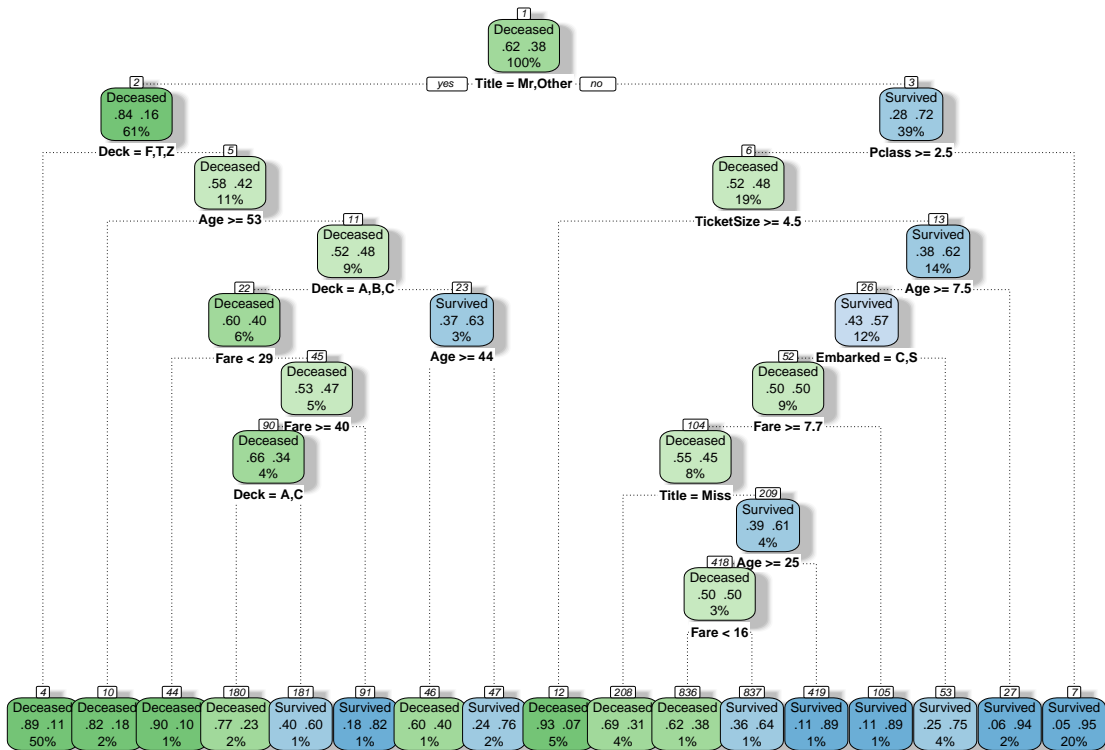 1
Deceased
.62 .38
100%
yes Title = Mr,Other no
2
Deceased
.84 .16
61%
Deck = F,T,Z
3
Survived
.28 .72
39%
Pclass >= 2.5
5
Deceased
.58 .42
11%
Age >= 53
6
Deceased
.52 .48
19%
TicketSize >= 4.5
11
Deceased
.52 .48
9%
Deck = A,B,C
13
Survived
.38 .62
14%
Age >= 7.5
22
Deceased
.60 .40
6%
Fare < 29
23
Survived
.37 .63
3%
Age >= 44
26
Survived
.43 .57
12%
Embarked = C,S
45
Deceased
.53 .47
5%
Fare >= 40
52
Deceased
.50 .50
9%
Fare >= 7.7
90
Deceased
.66 .34
4%
Deck = A,C
104
Deceased
.55 .45
8%
Title = Miss
209
Survived
.39 .61
4%
Age >= 25
418
Deceased
.50 .50
3%
Fare < 16
4
Deceased
.89 .11
50%
10
Deceased
.82 .18
2%
44
Deceased
.90 .10
1%
180
Deceased
.77 .23
2%
181
Survived
.40 .60
1%
91
Survived
.18 .82
1%
46
Deceased
.60 .40
1%
47
Survived
.24 .76
2%
12
Deceased
.93 .07
5%
208
Deceased
.69 .31
4%
836
Deceased
.62 .38
1%
837
Survived
.36 .64
1%
419
Survived
.11 .89
1%
105
Survived
.11 .89
1%
53
Survived
.25 .75
4%
27
Survived
.06 .94
2%
7
Survived
.05 .95
20%